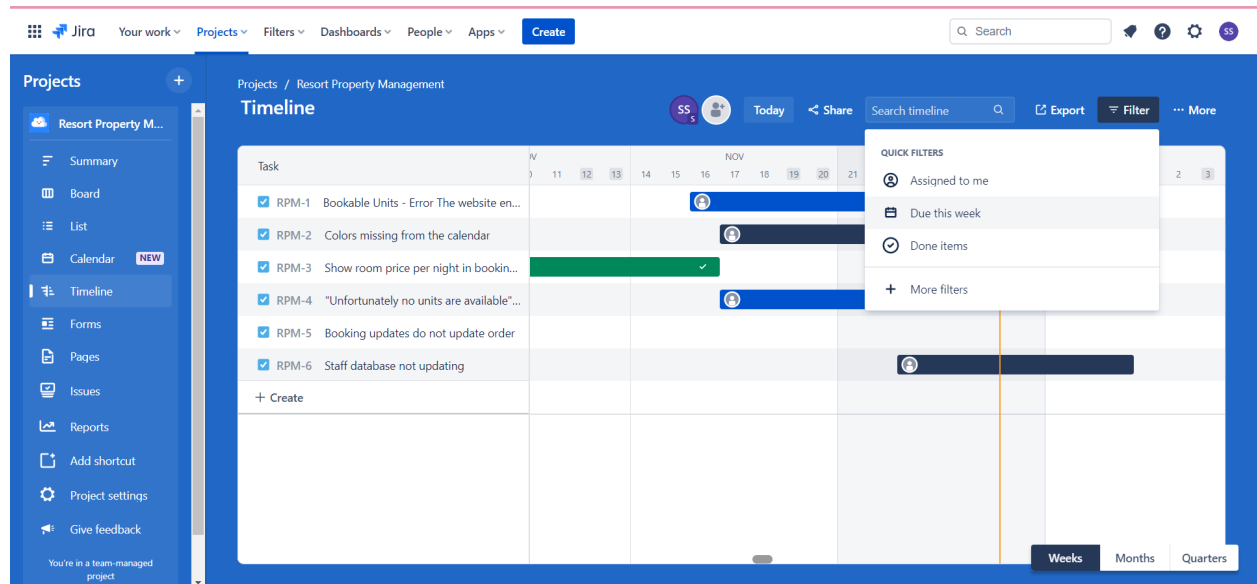 Jira Your work Projects Filters Dashboards People Apps Create Search SS
Projects +
Resort Property M...
Summary
Board
List
Calendar NEW
Timeline
Forms
Pages
Issues
Reports
Add shortcut
Project settings
Give feedback
You're in a team-managed
project
Projects / Resort Property Management
Timeline
SS S Today Share Search timeline Export Filter ... More
Task
NOV
11 12 13 14 15 16 17 18 19 20 21 2 3
RPM-1 Bookable Units - Error The website en...
RPM-2 Colors missing from the calendar
RPM-3 Show room price per night in bookin...
RPM-4 "Unfortunately no units are available"...
RPM-5 Booking updates do not update order
RPM-6 Staff database not updating
+ Create
QUICK FILTERS
Assigned to me
Due this week
Done items
+ More filters
Weeks Months Quarters